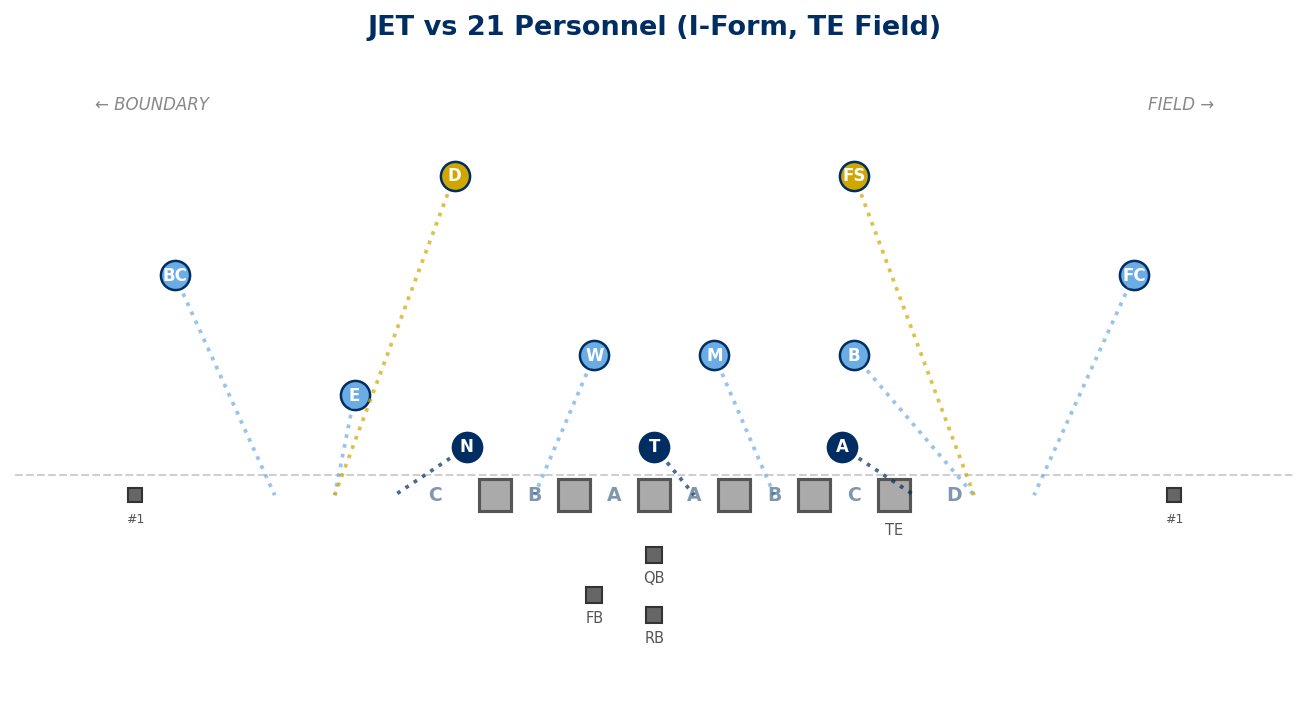 JET vs 21 Personnel (I-Form, TE Field)
← BOUNDARY
FIELD →
D
FS
BC
FC
W
M
B
E
N
T
A
C
B
A
A
B
C
D
#1
#1
TE
QB
FB
RB